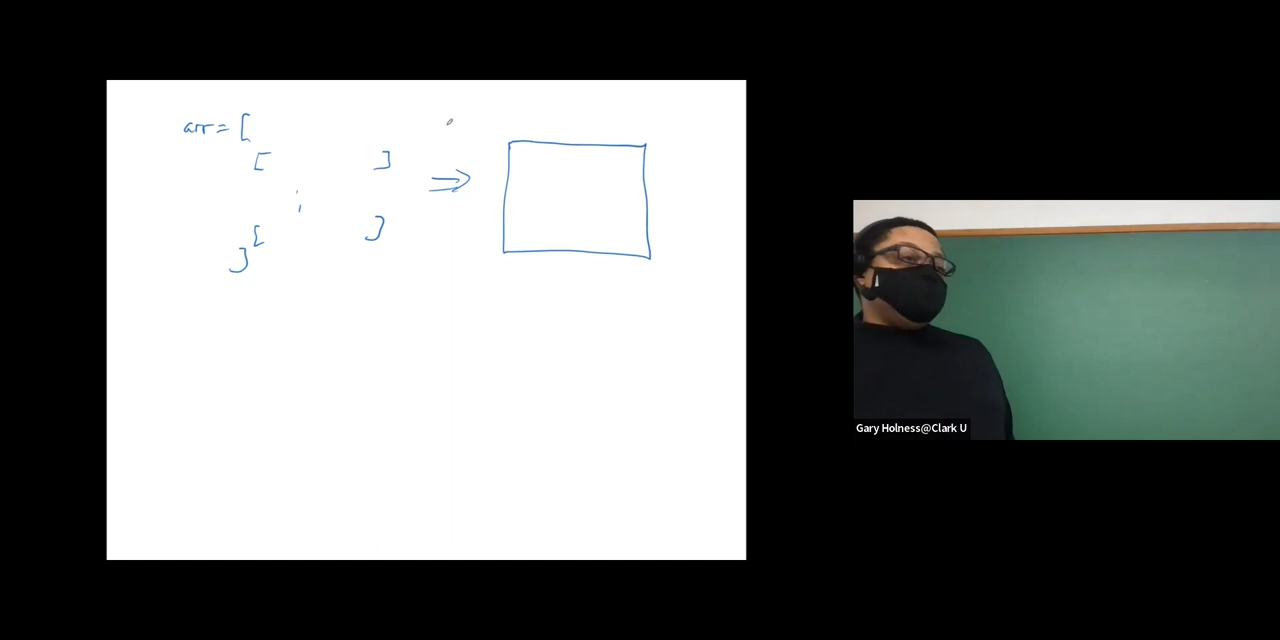 arr = [
[ ]
⋮
[ ]
]
⇒
Gary Holness@Clark U